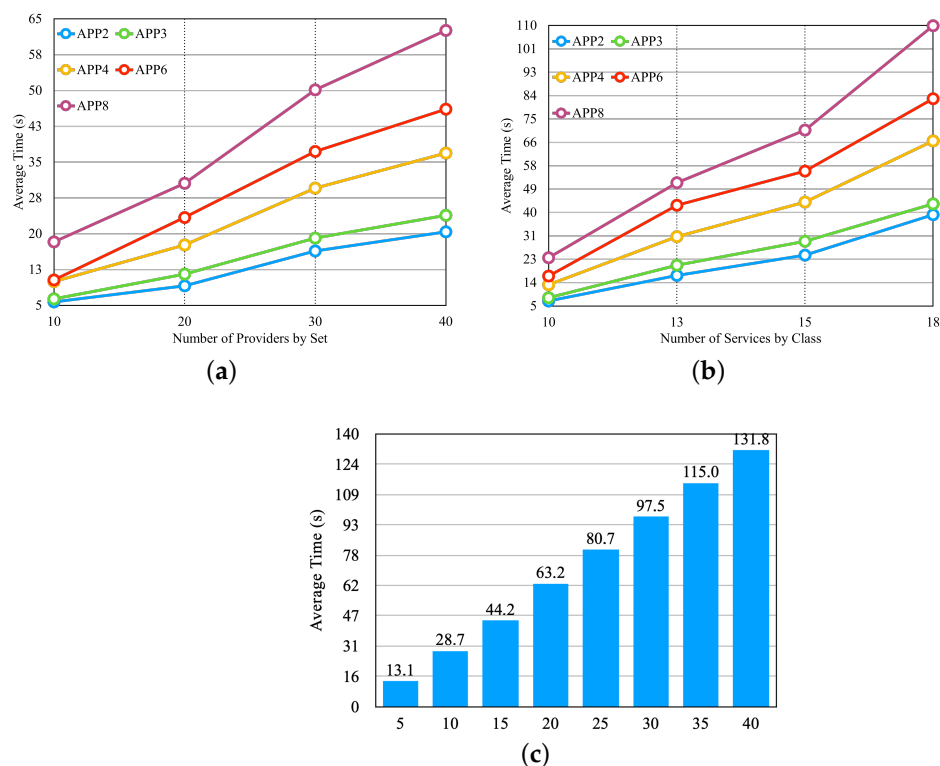 65
58
50
43
35
28
20
13
5
Average Time (s)
APP2 APP3
APP4 APP6
APP8
10 20 30 40
Number of Providers by Set
(a)
110
101
93
84
75
66
58
49
40
31
23
14
5
Average Time (s)
APP2 APP3
APP4 APP6
APP8
10 13 15 18
Number of Services by Class
(b)
140
124
109
93
78
62
47
31
16
0
Average Time (s)
13.1
28.7
44.2
63.2
80.7
97.5
115.0
131.8
5 10 15 20 25 30 35 40
(c)